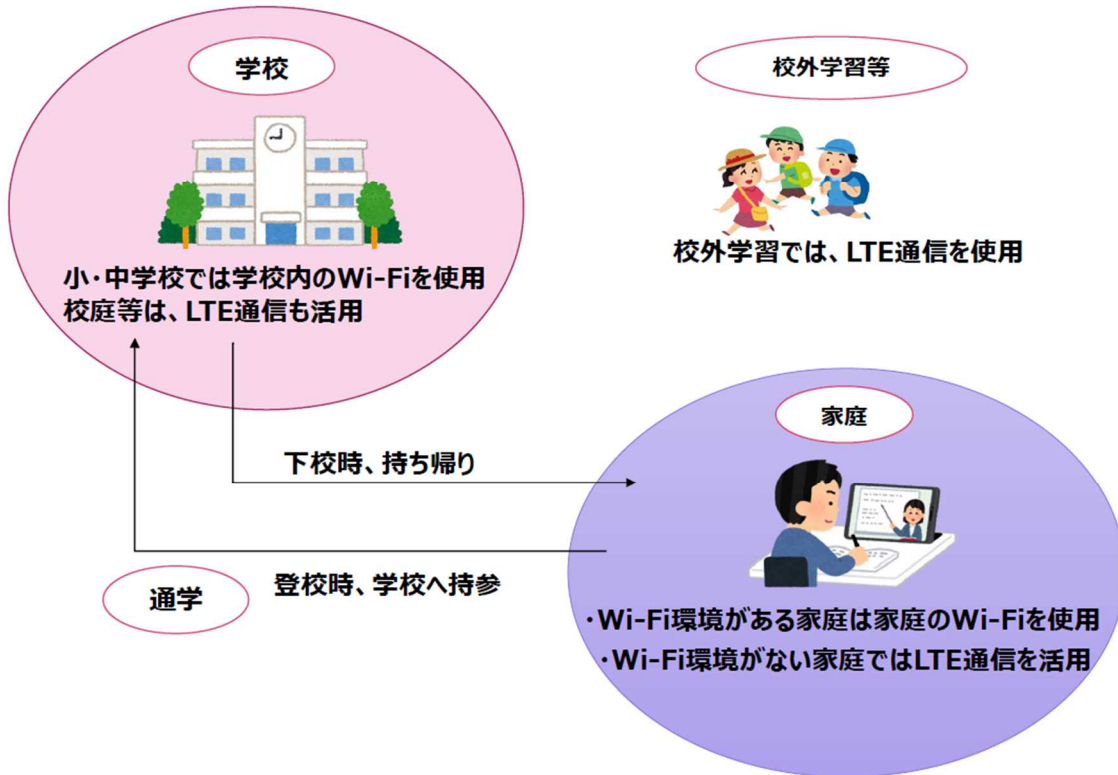 学校
小・中学校では学校内のWi-Fiを使用
校庭等は、LTE通信も活用
校外学習等
校外学習では、LTE通信を使用
下校時、持ち帰り
登校時、学校へ持参
通学
家庭
・Wi-Fi環境がある家庭は家庭のWi-Fiを使用
・Wi-Fi環境がない家庭ではLTE通信を活用